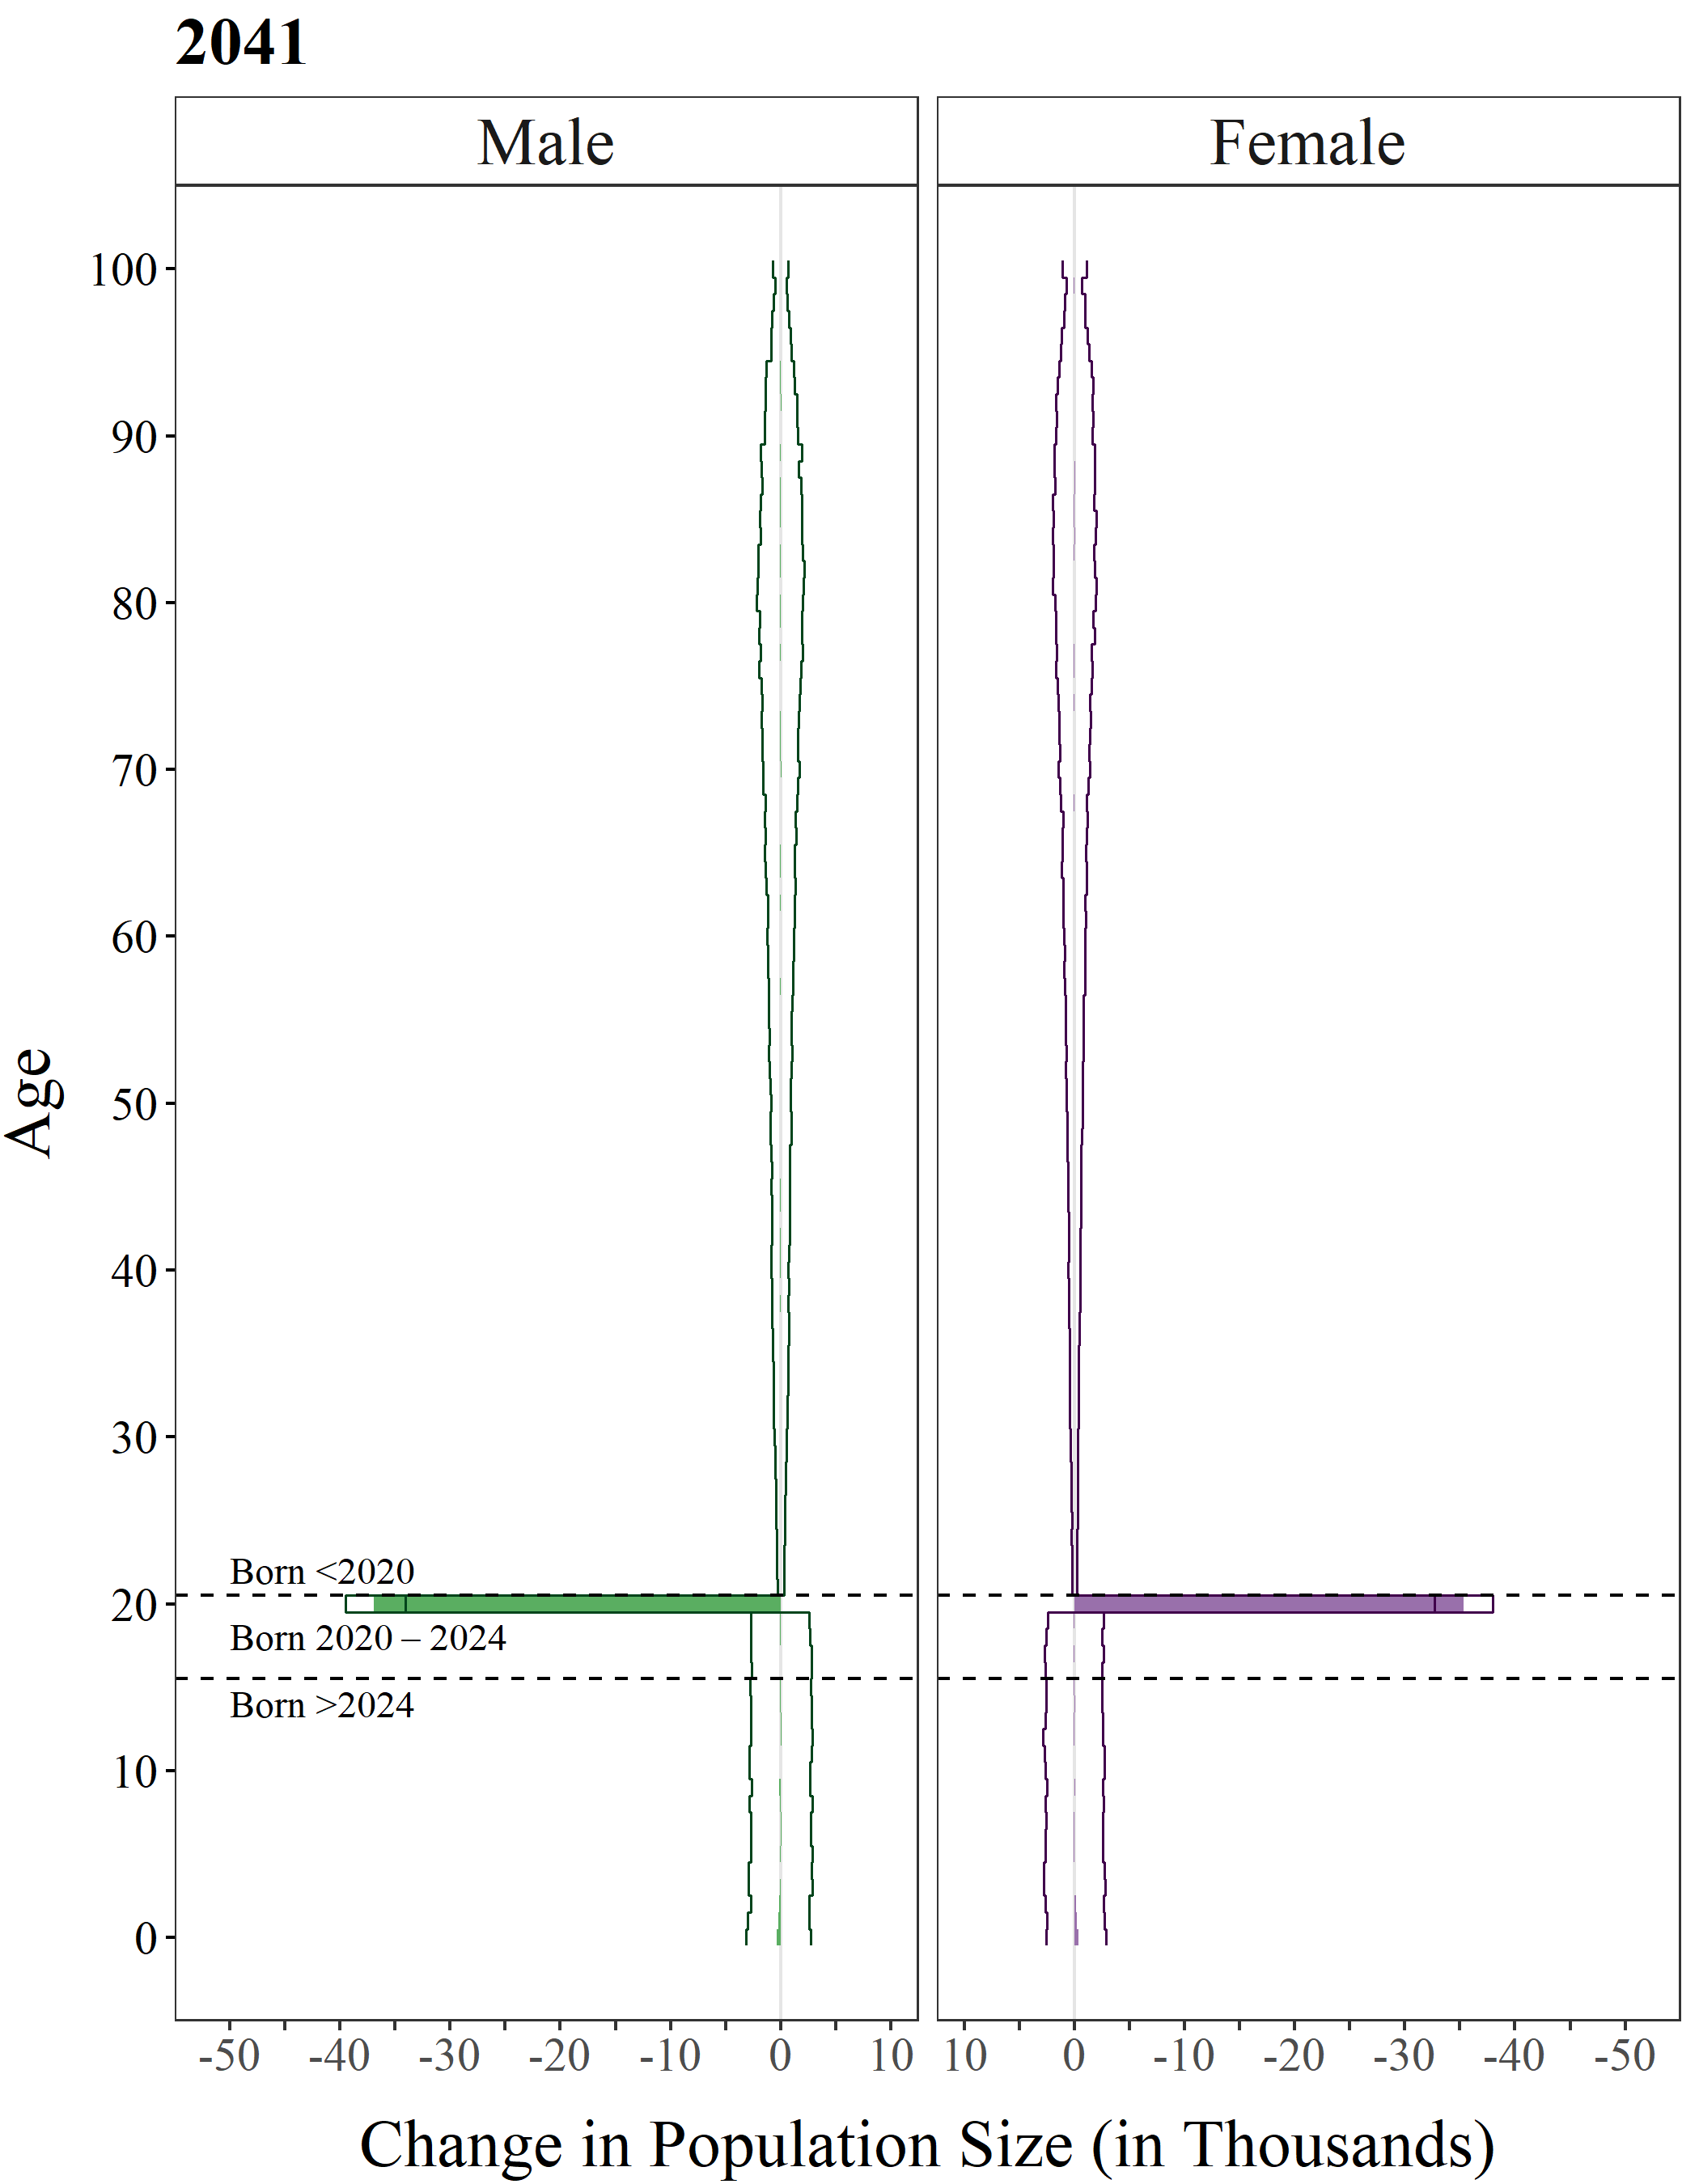 2041
Male
Female
100
90
80
70
60
50
40
30
20
10
0
Age
Born <2020
Born 2020 – 2024
Born >2024
-50 -40 -30 -20 -10 0 10
10 0 -10 -20 -30 -40 -50
Change in Population Size (in Thousands)